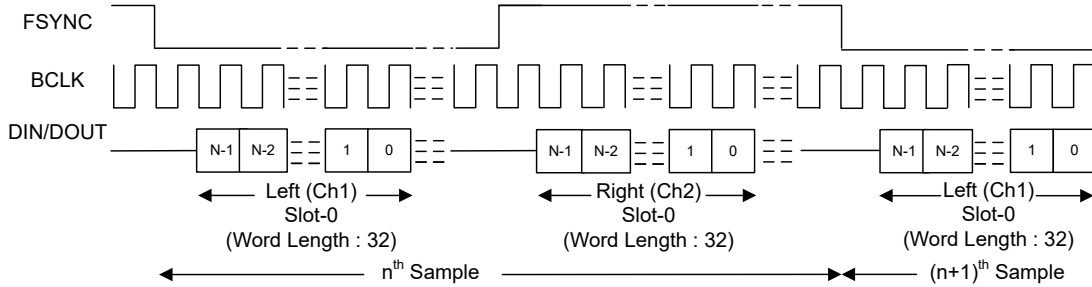 FSYNC
BCLK
DIN/DOUT
N-1 N-2 1 0 N-1 N-2 1 0 N-1 N-2 1 0
Left (Ch1) Right (Ch2) Left (Ch1)
Slot-0 Slot-0 Slot-0
(Word Length : 32) (Word Length : 32) (Word Length : 32)
nth Sample (n+1)th Sample